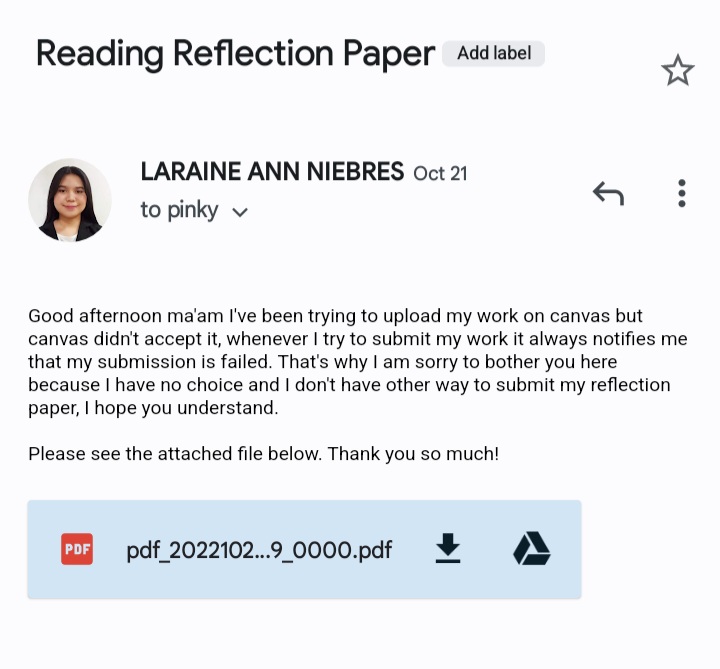 Reading Reflection Paper Add label
LARAINE ANN NIEBRES Oct 21
to pinky
Good afternoon ma'am I've been trying to upload my work on canvas but
canvas didn't accept it, whenever I try to submit my work it always notifies me
that my submission is failed. That's why I am sorry to bother you here
because I have no choice and I don't have other way to submit my reflection
paper, I hope you understand.
Please see the attached file below. Thank you so much!
PDF pdf_2022102...9_0000.pdf